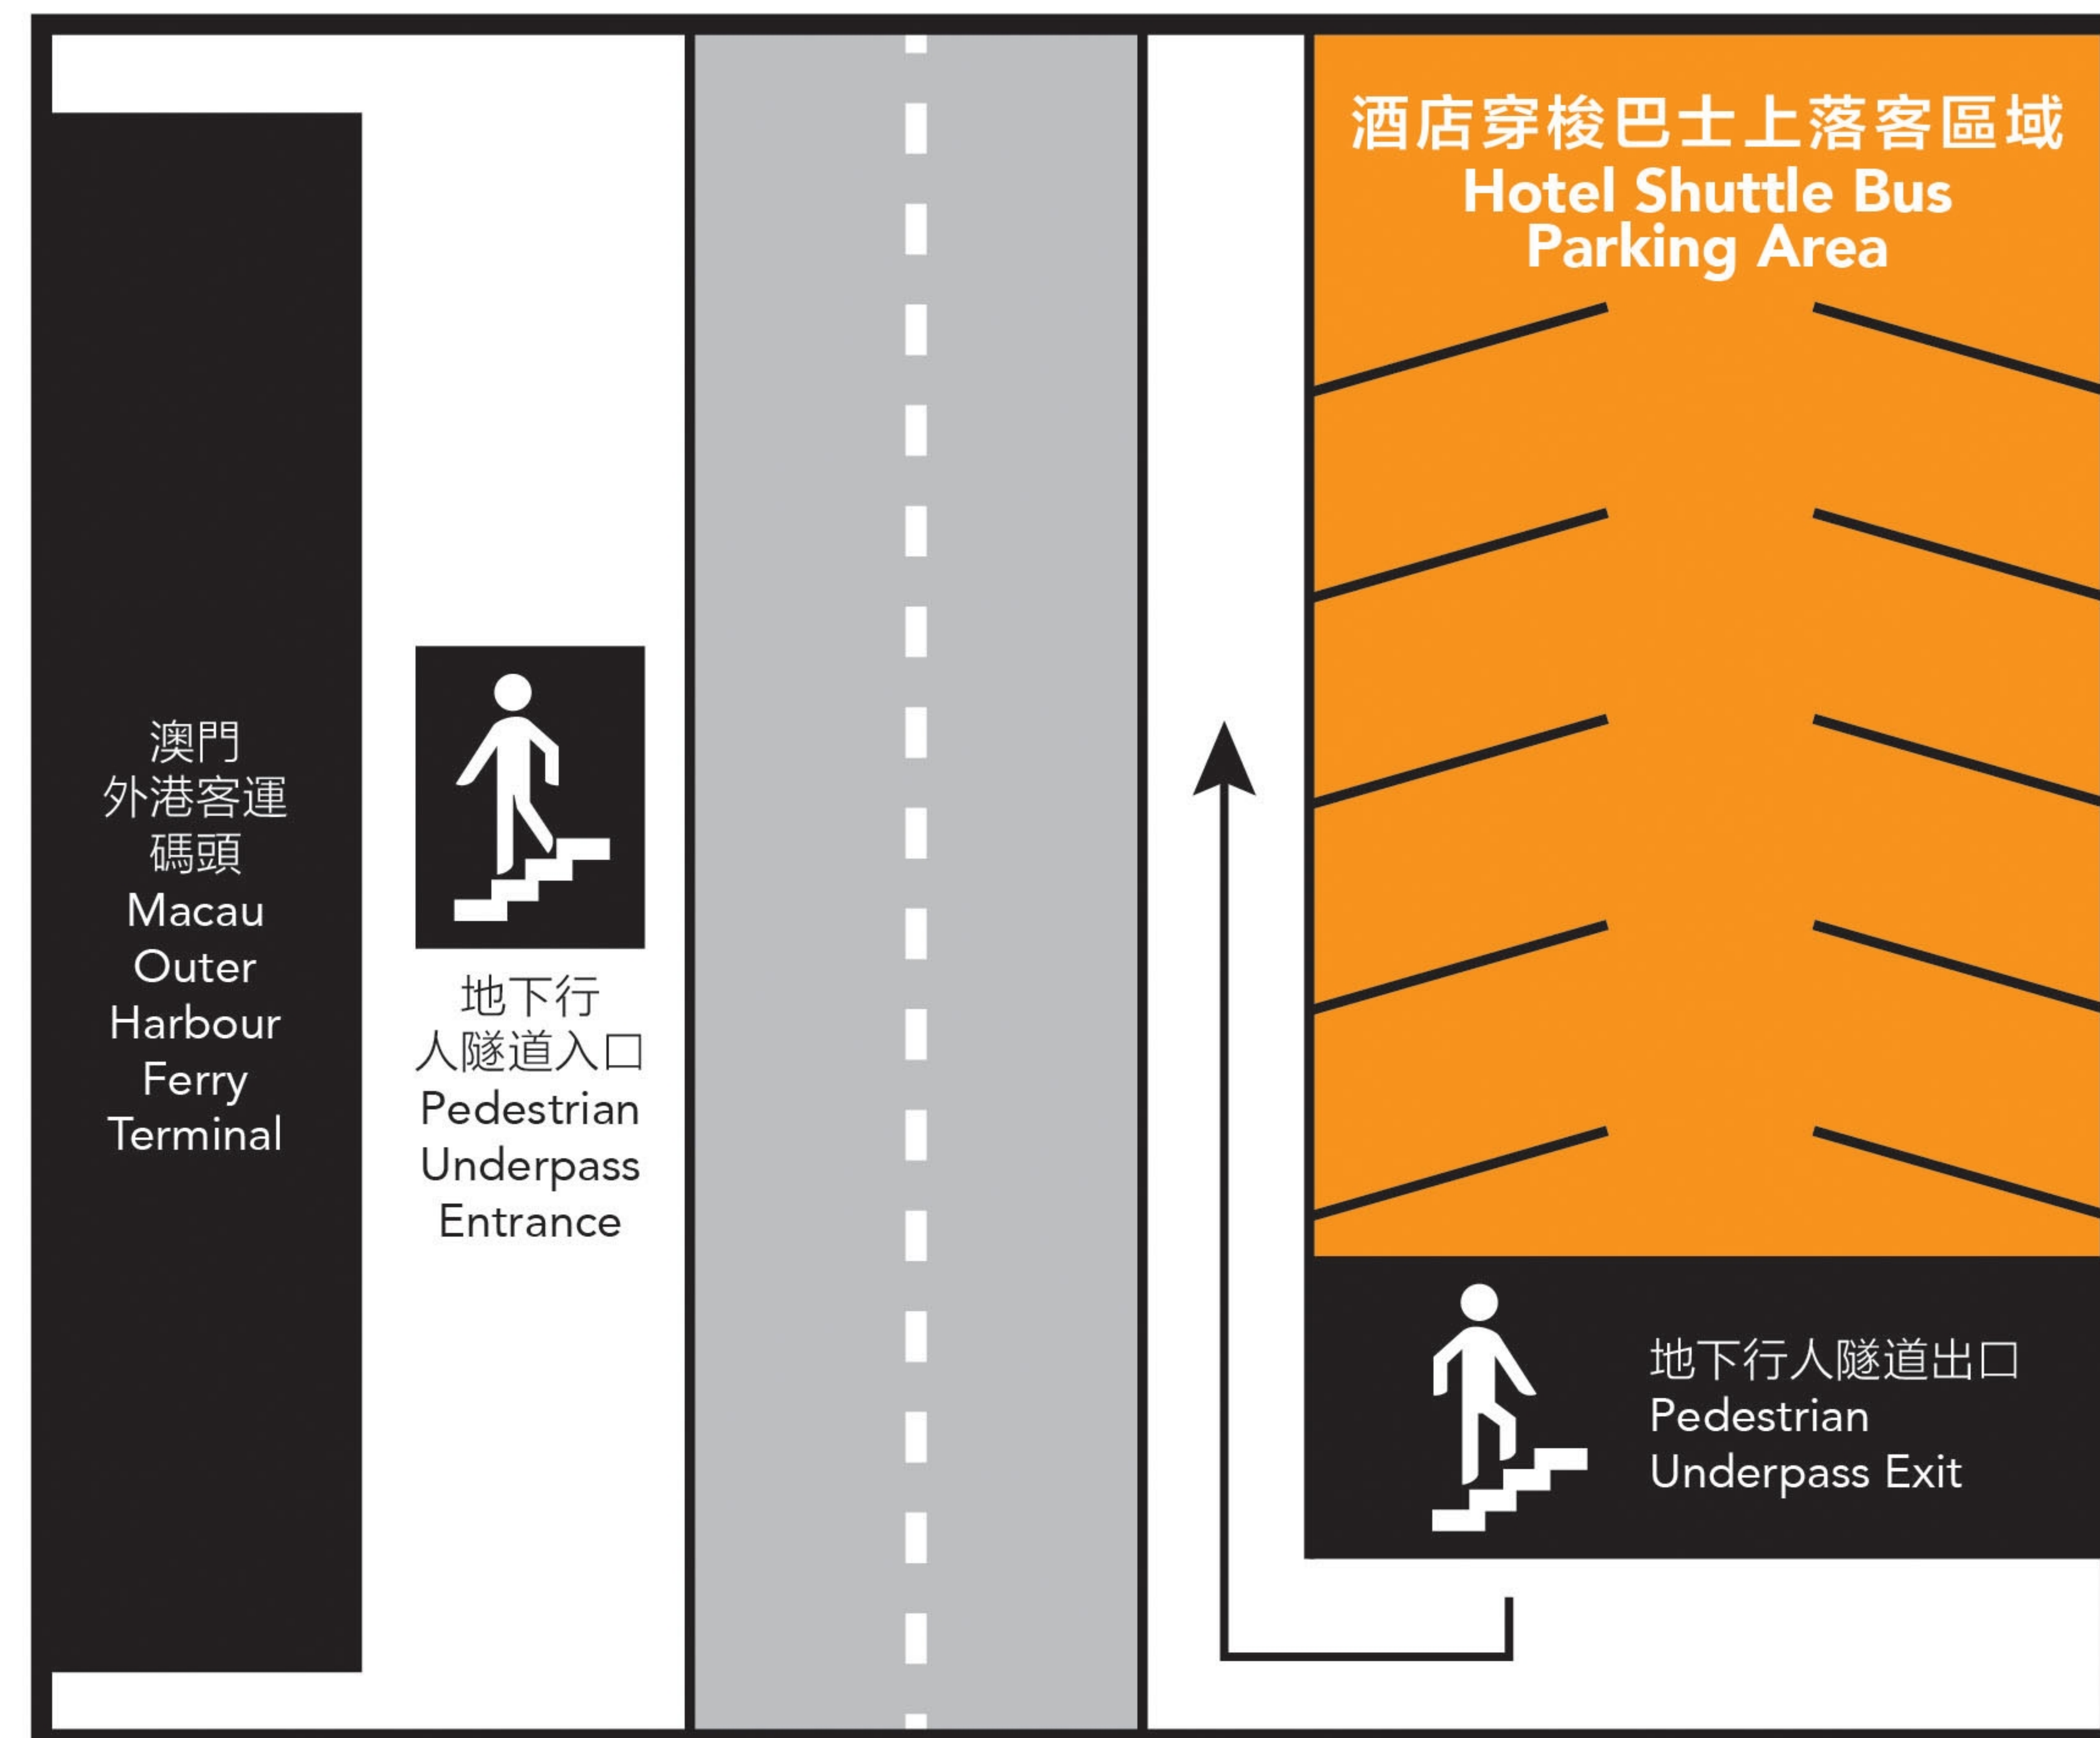 酒店穿梭巴士上落客區域
Hotel Shuttle Bus
Parking Area
澳門
外港客運
碼頭
Macau
Outer
Harbour
Ferry
Terminal
地下行
人隧道入口
Pedestrian
Underpass
Entrance
地下行人隧道出口
Pedestrian
Underpass Exit